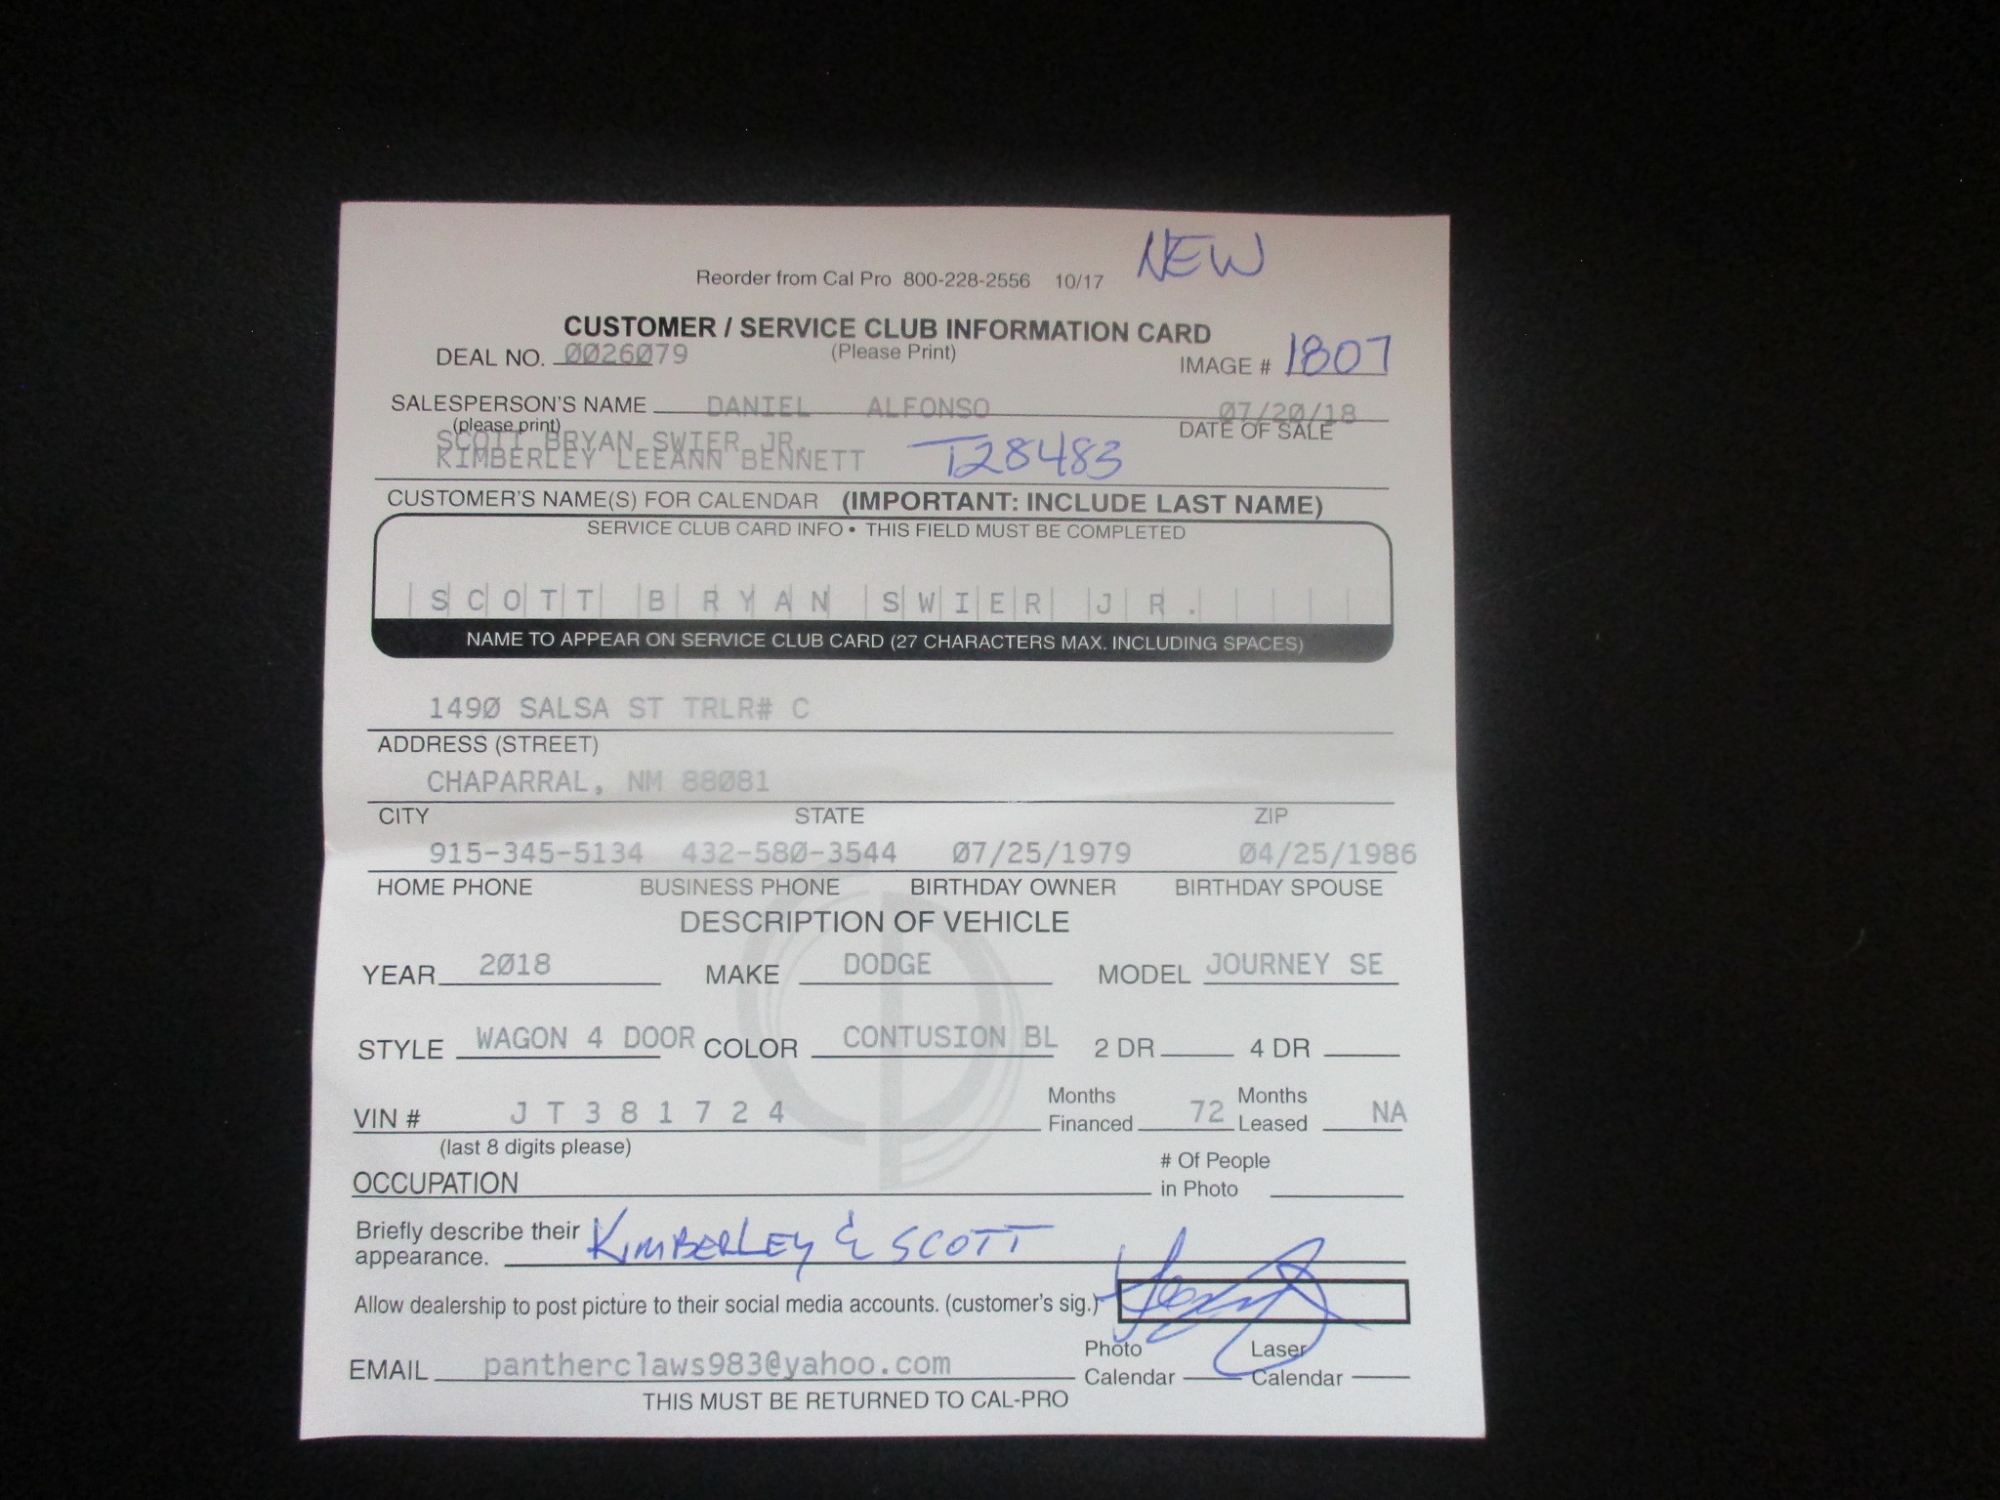 NEW
Reorder from Cal Pro 800-228-2556 10/17
CUSTOMER / SERVICE CLUB INFORMATION CARD
DEAL NO. 0026079 (Please Print) IMAGE # 1807
SALESPERSON'S NAME DANIEL ALFONSO 07/20/18
(please print) DATE OF SALE
SCOTT BRYAN SWIER JR.
KIMBERLEY LEEANN BENNETT T28483
CUSTOMER'S NAME(S) FOR CALENDAR (IMPORTANT: INCLUDE LAST NAME)
SERVICE CLUB CARD INFO • THIS FIELD MUST BE COMPLETED
SCOTT BRYAN SWIER JR.
NAME TO APPEAR ON SERVICE CLUB CARD (27 CHARACTERS MAX. INCLUDING SPACES)
1490 SALSA ST TRLR# C
ADDRESS (STREET)
CHAPARRAL, NM 88081
CITY STATE ZIP
915-345-5134 432-580-3544 07/25/1979 04/25/1986
HOME PHONE BUSINESS PHONE BIRTHDAY OWNER BIRTHDAY SPOUSE
DESCRIPTION OF VEHICLE
YEAR 2018 MAKE DODGE MODEL JOURNEY SE
STYLE WAGON 4 DOOR COLOR CONTUSION BL 2 DR 4 DR
Months Months
VIN # J T 3 8 1 7 2 4 Financed 72 Leased NA
(last 8 digits please)
# Of People
OCCUPATION in Photo
Briefly describe their KIMBERLEY & SCOTT
appearance.
Allow dealership to post picture to their social media accounts. (customer's sig.)
Photo Laser
EMAIL pantherclaws983@yahoo.com Calendar Calendar
THIS MUST BE RETURNED TO CAL-PRO